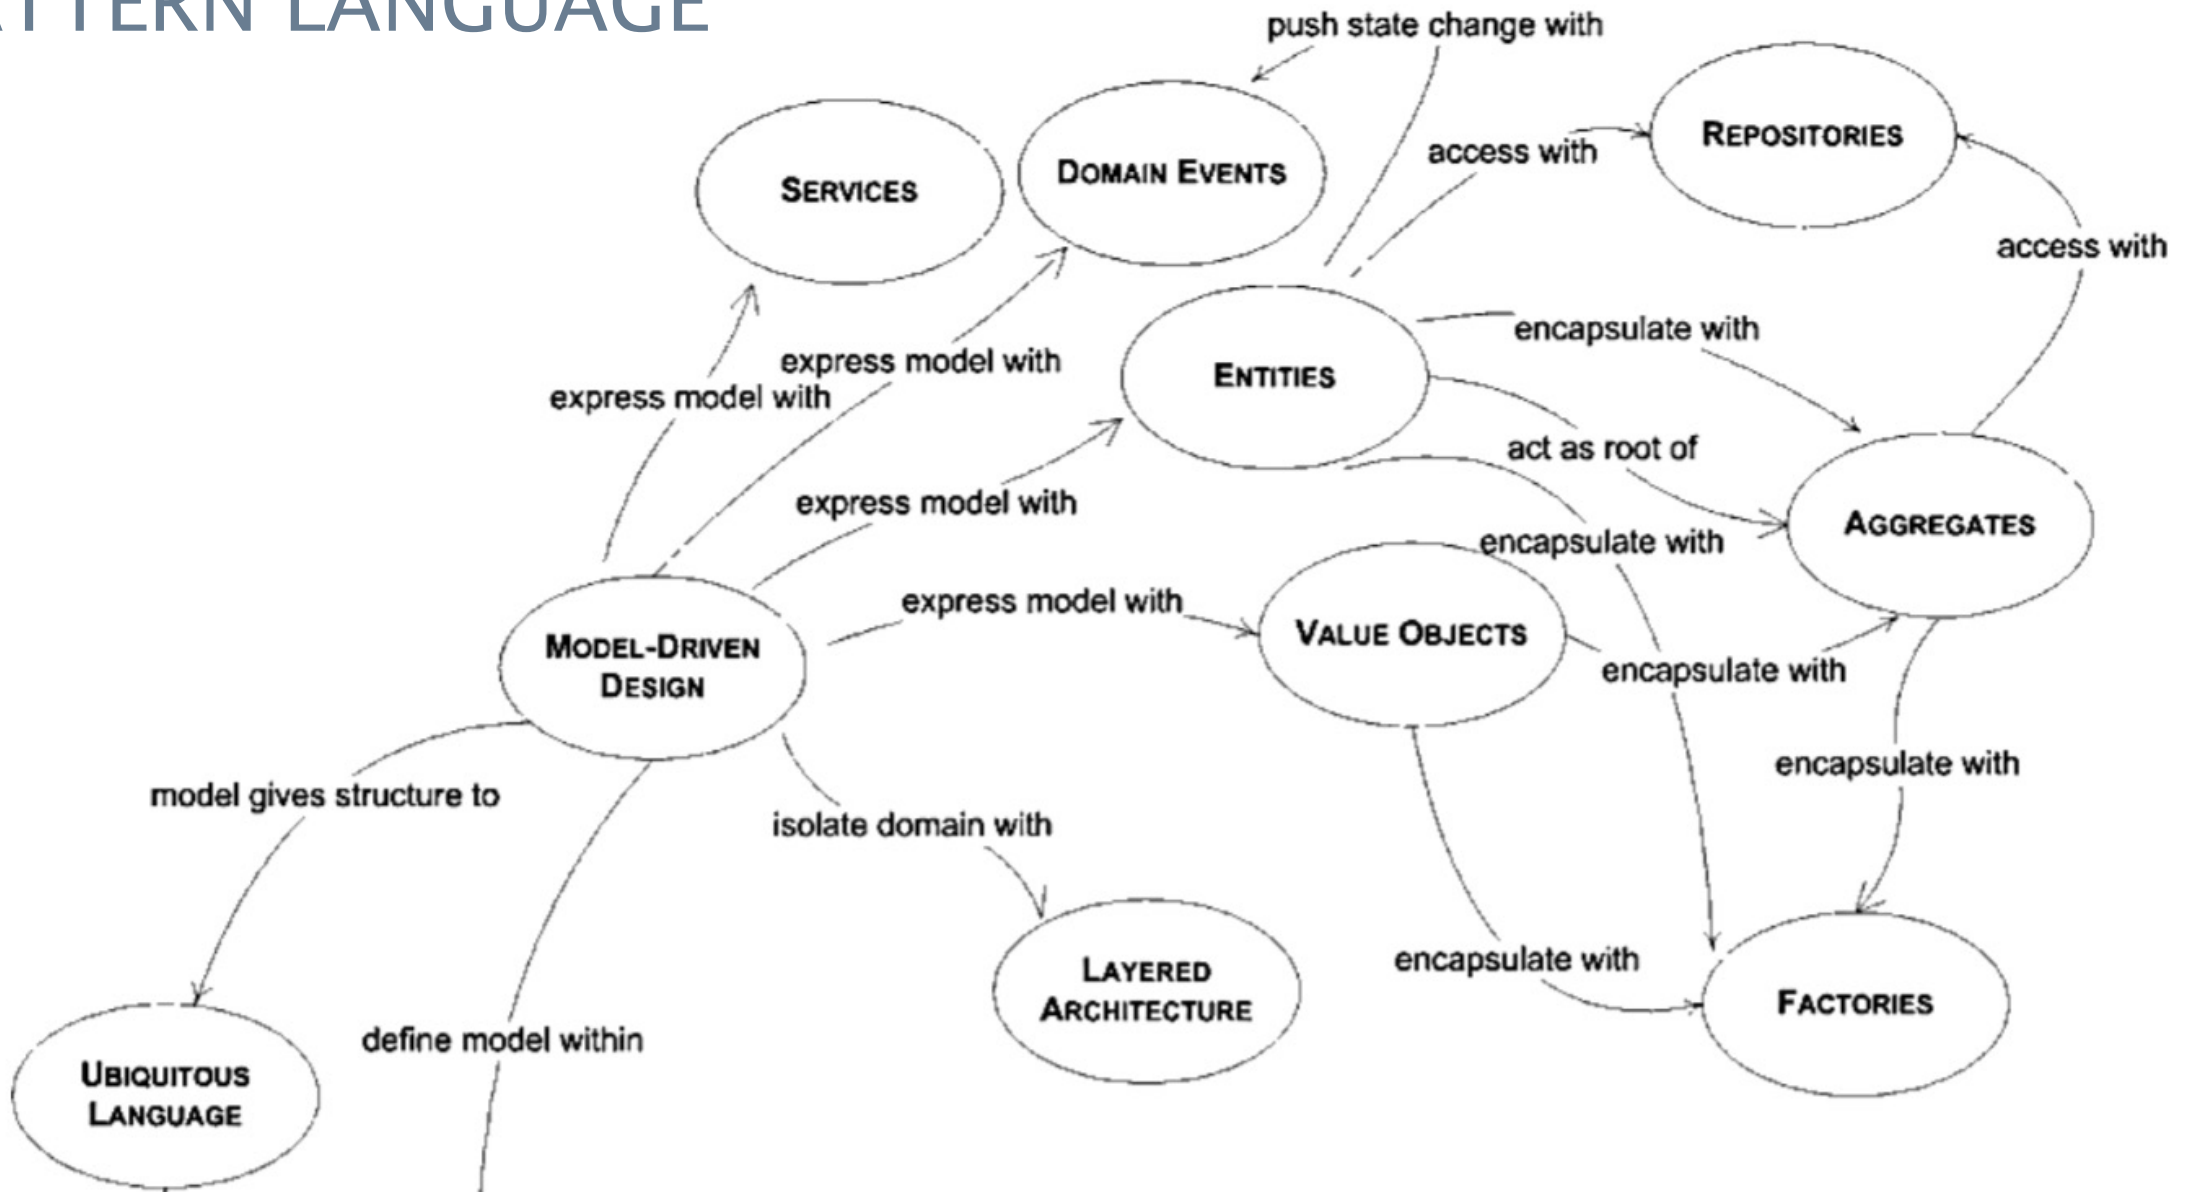 PATTERN LANGUAGE
push state change with
REPOSITORIES
access with
DOMAIN EVENTS
SERVICES
access with
encapsulate with
express model with
ENTITIES
express model with
act as root of
express model with
AGGREGATES
encapsulate with
express model with
VALUE OBJECTS
MODEL-DRIVEN
DESIGN
encapsulate with
encapsulate with
model gives structure to
isolate domain with
encapsulate with
LAYERED
ARCHITECTURE
FACTORIES
define model within
UBIQUITOUS
LANGUAGE